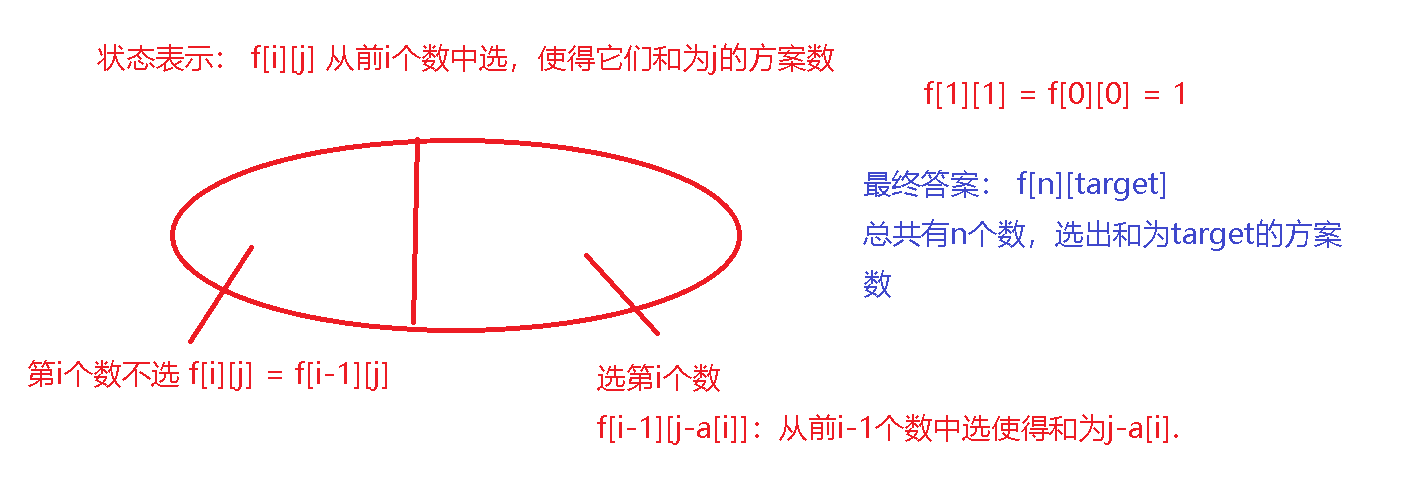 状态表示： f[i][j] 从前i个数中选，使得它们和为j的方案数
f[1][1] = f[0][0] = 1
最终答案： f[n][target]
总共有n个数，选出和为target的方案
数
第i个数不选 f[i][j] = f[i-1][j]
选第i个数
f[i-1][j-a[i]]：从前i-1个数中选使得和为j-a[i].